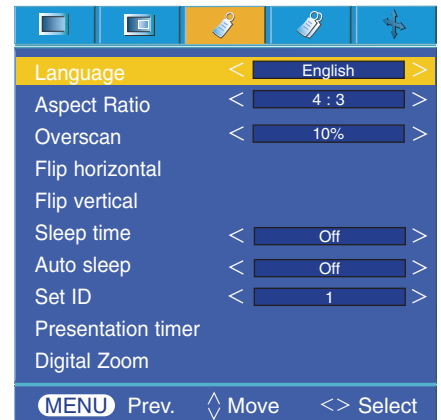 Language < English >
Aspect Ratio < 4 : 3 >
Overscan < 10% >
Flip horizontal
Flip vertical
Sleep time < Off >
Auto sleep < Off >
Set ID < 1 >
Presentation timer
Digital Zoom
MENU Prev. Move <> Select